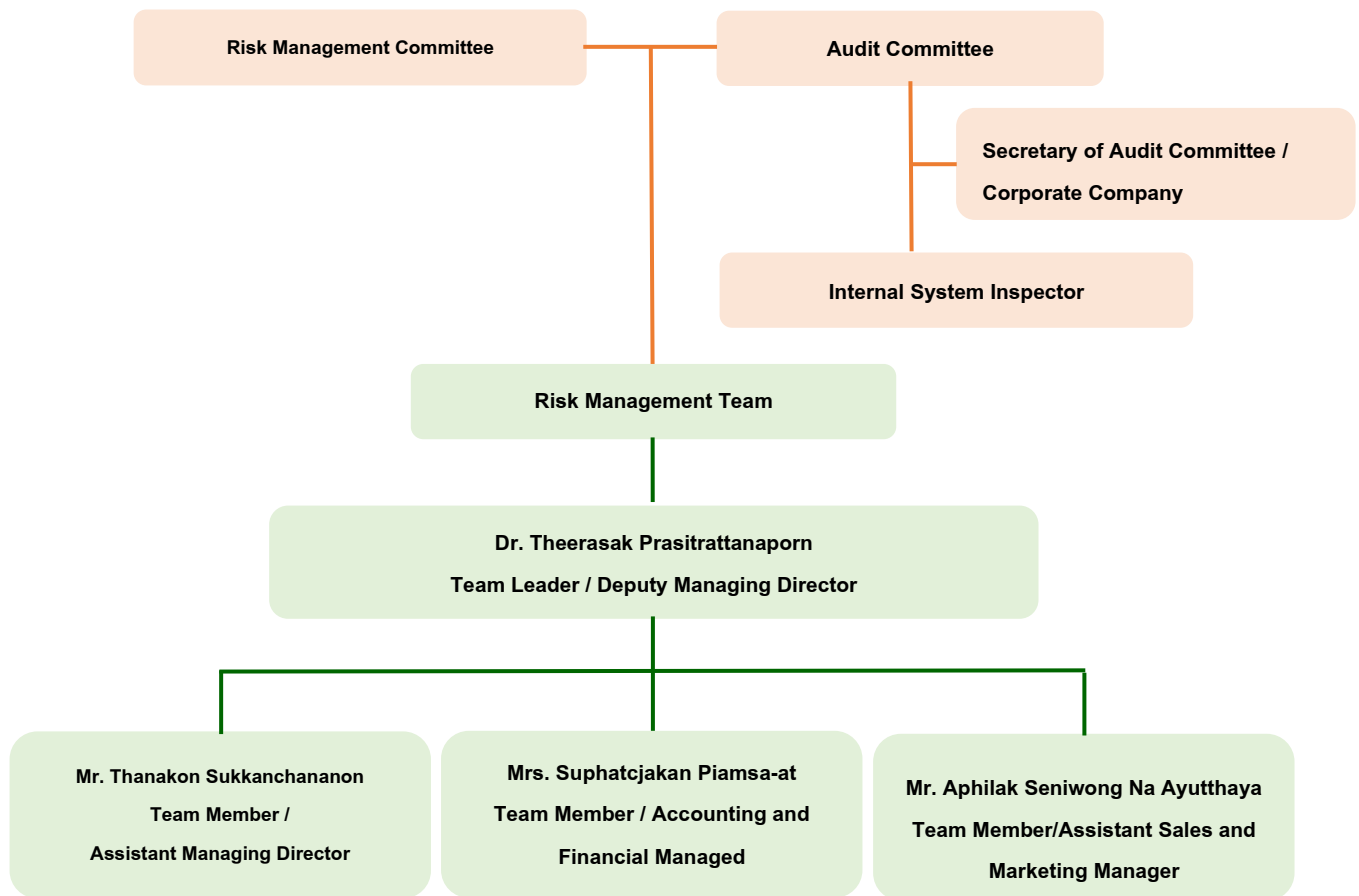 Risk Management Committee
Audit Committee
Secretary of Audit Committee /
Corporate Company
Internal System Inspector
Risk Management Team
Dr. Theerasak Prasitrattanaporn
Team Leader / Deputy Managing Director
Mr. Thanakon Sukkanchananon
Team Member /
Assistant Managing Director
Mrs. Suphatcjakan Piamsa-at
Team Member / Accounting and
Financial Managed
Mr. Aphilak Seniwong Na Ayutthaya
Team Member/Assistant Sales and
Marketing Manager